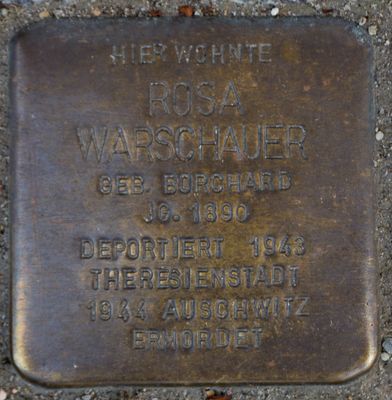 HIER WOHNTE
ROSA
WARSCHAUER
GEB. BORCHARD
JG. 1890
DEPORTIERT 1943
THERESIENSTADT
1944 AUSCHWITZ
ERMORDET